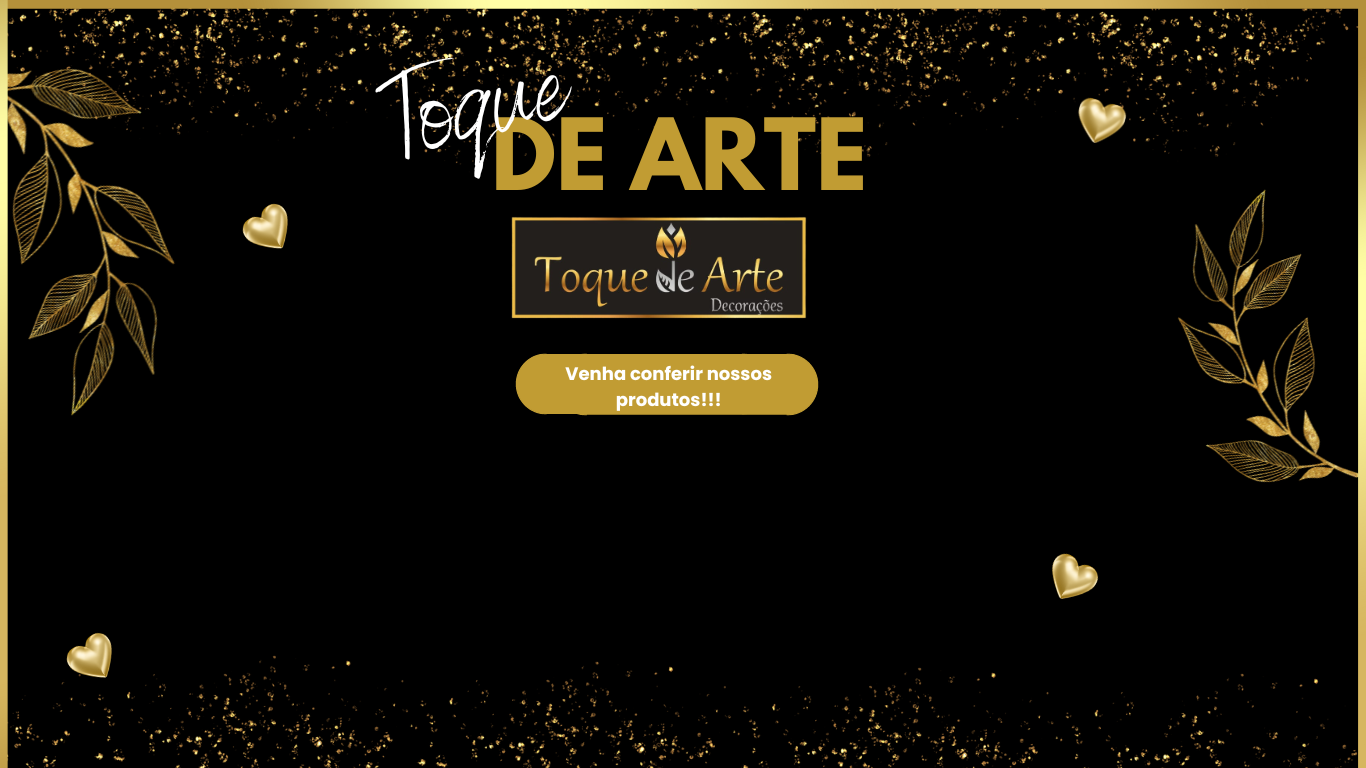 Toque
DE ARTE
Toque de Arte
Decorações
Venha conferir nossos
produtos!!!